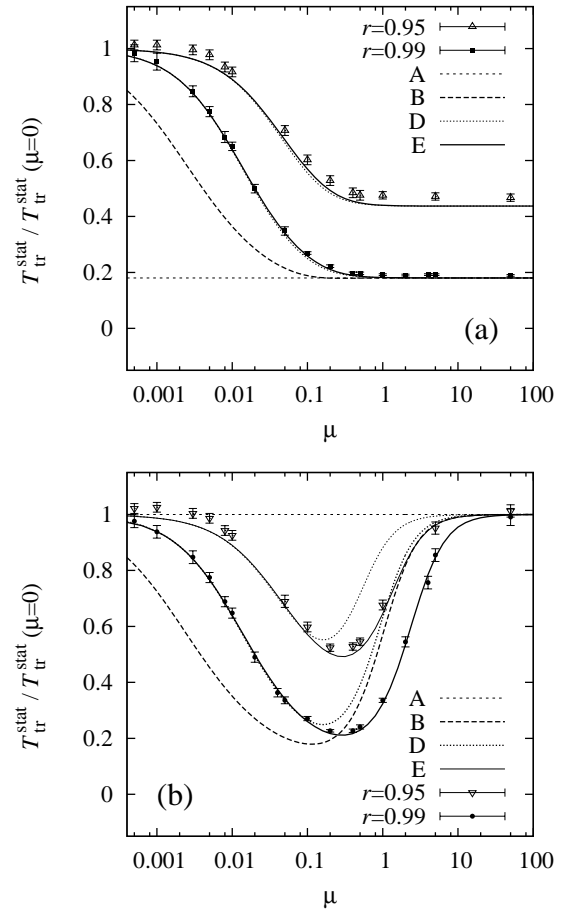 r=0.95
r=0.99
A
B
D
E
1
0.8
0.6
0.4
0.2
0
T_tr^stat / T_tr^stat (μ=0)
(a)
0.001 0.01 0.1 1 10 100
μ
1
0.8
0.6
0.4
0.2
0
T_tr^stat / T_tr^stat (μ=0)
A
B
D
E
r=0.95
r=0.99
(b)
0.001 0.01 0.1 1 10 100
μ